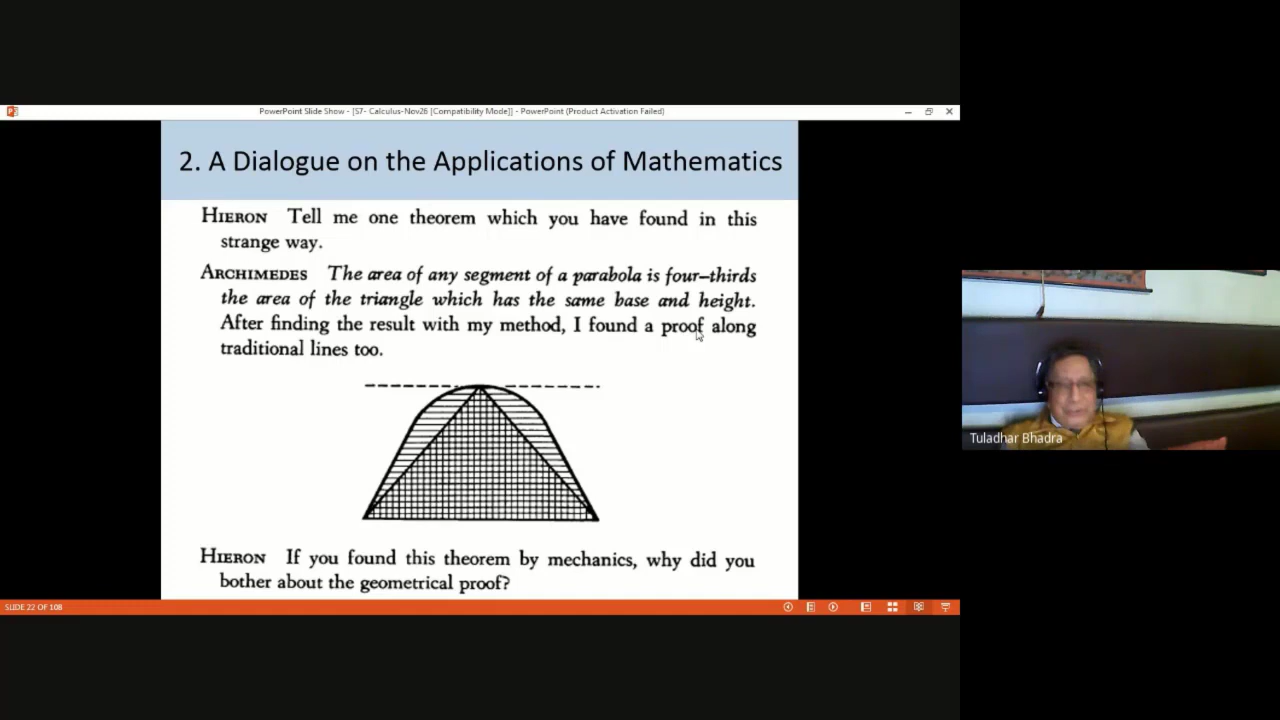 PowerPoint Slide Show - [S7- Calculus-Nov26 [Compatibility Mode]] - PowerPoint (Product Activation Failed)
2. A Dialogue on the Applications of Mathematics
HIERON Tell me one theorem which you have found in this
strange way.
ARCHIMEDES The area of any segment of a parabola is four-thirds
the area of the triangle which has the same base and height.
After finding the result with my method, I found a proof along
traditional lines too.
HIERON If you found this theorem by mechanics, why did you
bother about the geometrical proof?
SLIDE 22 OF 108
Tuladhar Bhadra